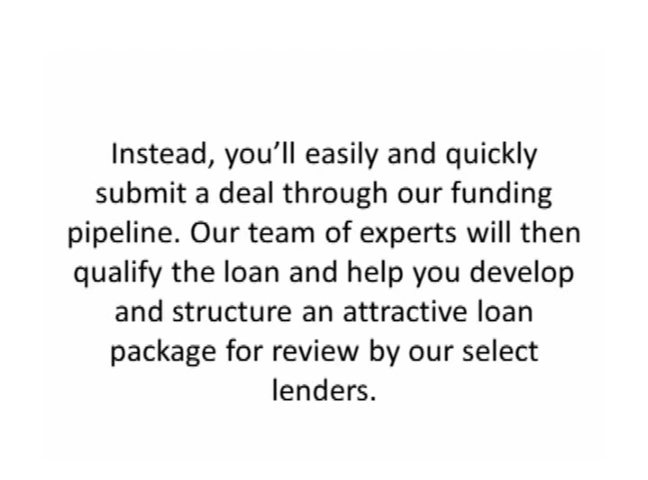 Instead, you’ll easily and quickly
submit a deal through our funding
pipeline. Our team of experts will then
qualify the loan and help you develop
and structure an attractive loan
package for review by our select
lenders.